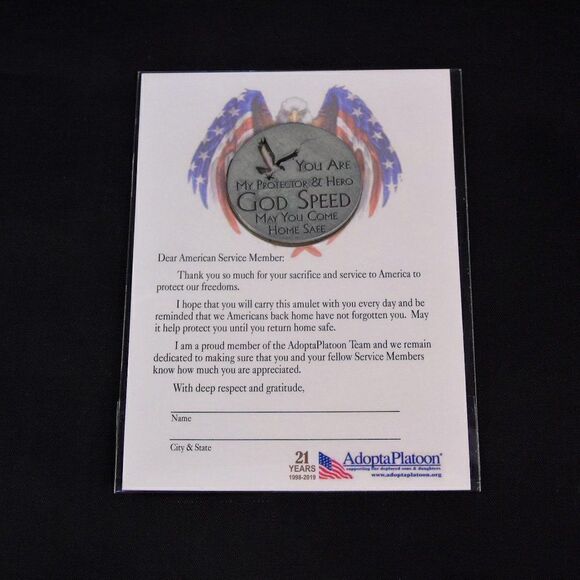 You Are
My Protector & Hero
God Speed
May You Come
Home Safe
Dear American Service Member:
Thank you so much for your sacrifice and service to America to
protect our freedoms.
I hope that you will carry this amulet with you every day and be
reminded that we Americans back home have not forgotten you. May
it help protect you until you return home safe.
I am a proud member of the AdoptaPlatoon Team and we remain
dedicated to making sure that you and your fellow Service Members
know how much you are appreciated.
With deep respect and gratitude,
Name
City & State
21
YEARS
1998-2019
AdoptaPlatoon
supporting our deployed sons & daughters
www.adoptaplatoon.org